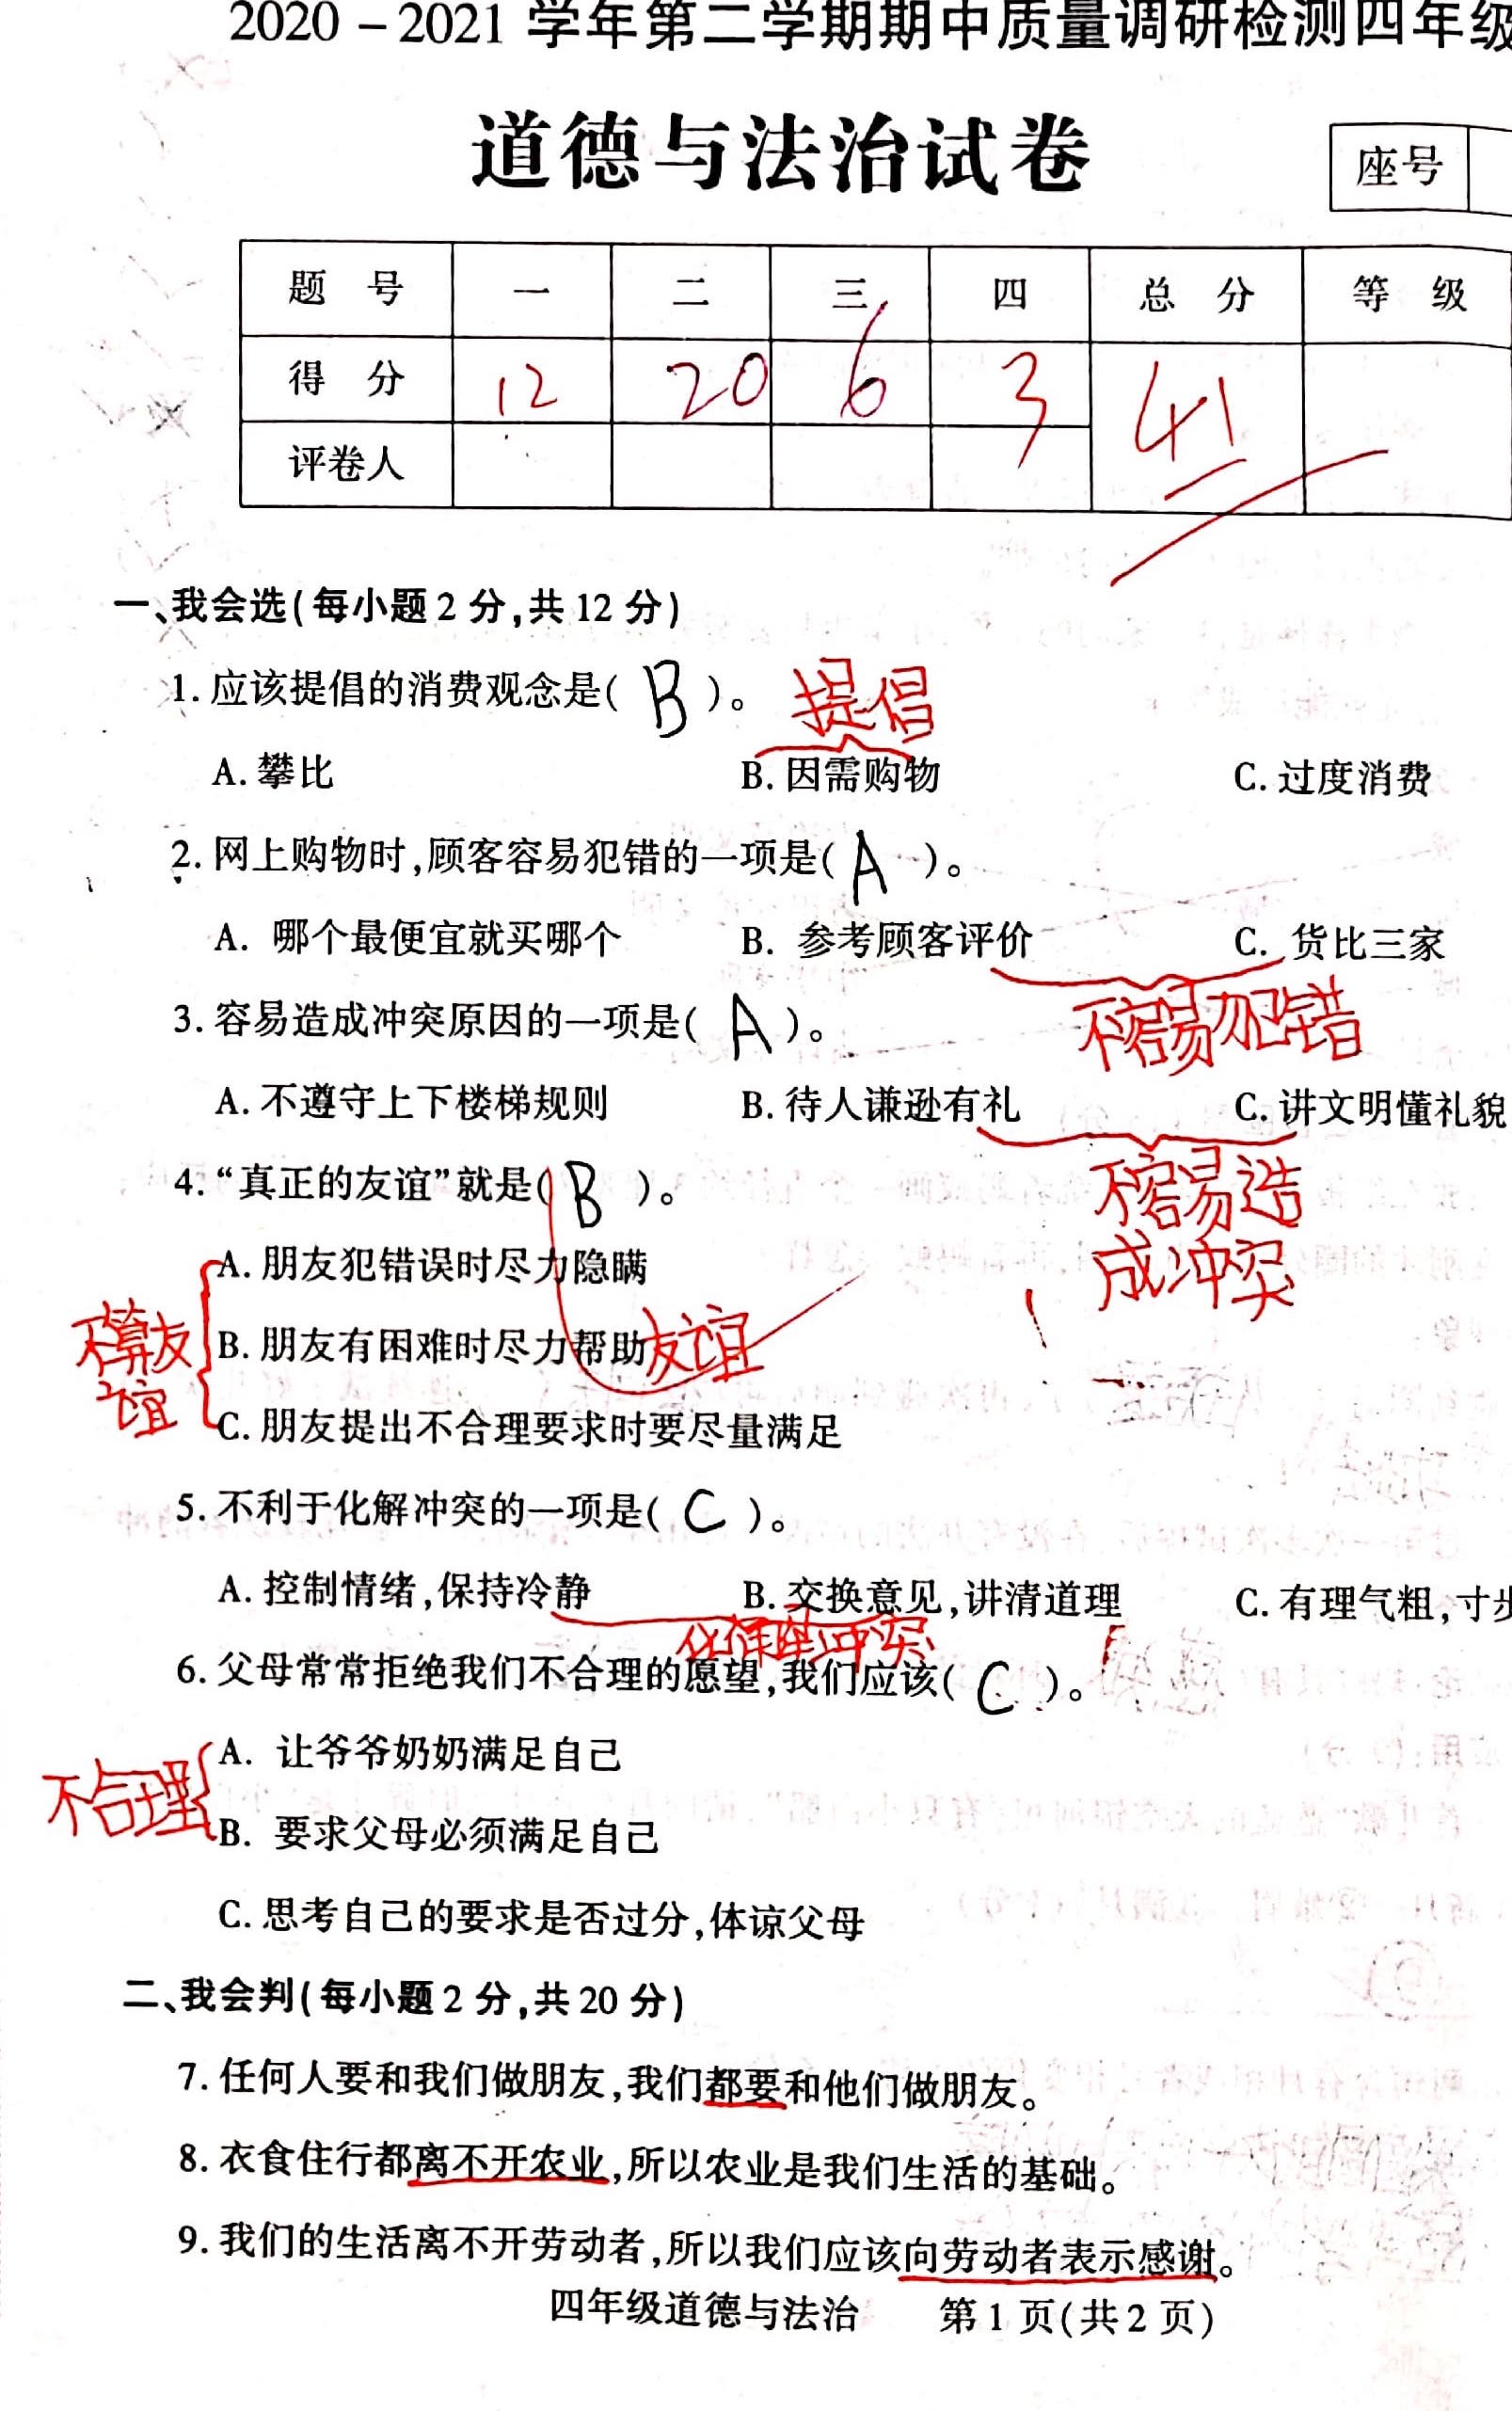 2020-2021 学年第二学期期中质量调研检测四年级
道德与法治试卷
座号
题 号 一 二 三 四 总 分 等 级
得 分 12 20 6 3 41
评卷人
一、我会选(每小题2分,共12分)
1. 应该提倡的消费观念是( B )。 提倡
A. 攀比 B. 因需购物 C. 过度消费
2. 网上购物时,顾客容易犯错的一项是( A )。
A. 哪个最便宜就买哪个 B. 参考顾客评价 C. 货比三家
不容易犯错
3. 容易造成冲突原因的一项是( A )。
A. 不遵守上下楼梯规则 B. 待人谦逊有礼 C. 讲文明懂礼貌
不容易造
成冲突
4. “真正的友谊”就是( B )。
A. 朋友犯错误时尽力隐瞒
B. 朋友有困难时尽力帮助 友谊
C. 朋友提出不合理要求时要尽量满足
不算友
谊
5. 不利于化解冲突的一项是( C )。
A. 控制情绪,保持冷静 B. 交换意见,讲清道理 C. 有理气粗,寸步
化解冲突
6. 父母常常拒绝我们不合理的愿望,我们应该( C )。
A. 让爷爷奶奶满足自己
不合理
B. 要求父母必须满足自己
C. 思考自己的要求是否过分,体谅父母
二、我会判(每小题2分,共20分)
7. 任何人要和我们做朋友,我们都要和他们做朋友。
8. 衣食住行都离不开农业,所以农业是我们生活的基础。
9. 我们的生活离不开劳动者,所以我们应该向劳动者表示感谢。
四年级道德与法治 第1页(共2页)